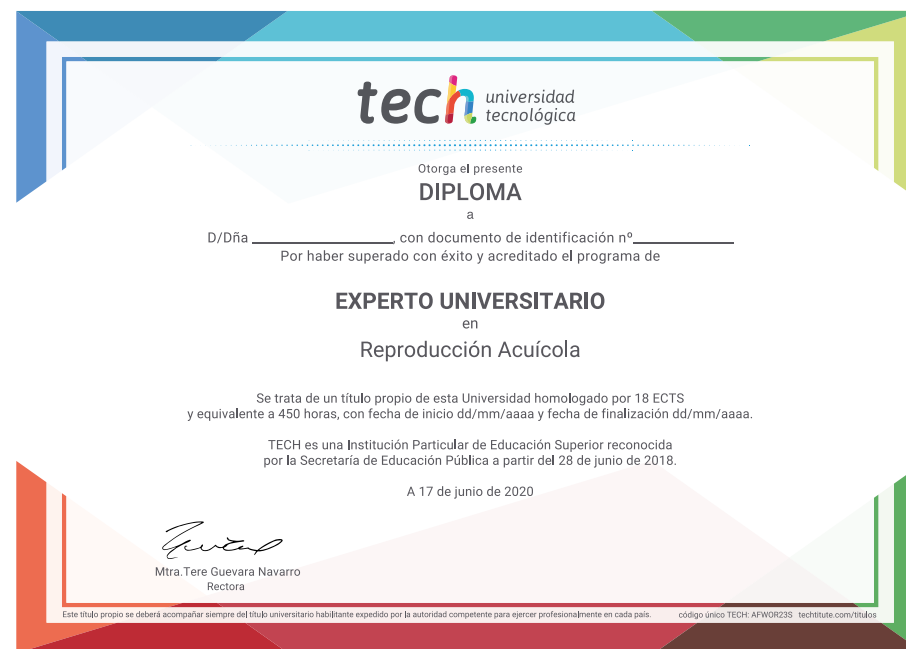 tech universidad
tecnológica
Otorga el presente
DIPLOMA
a
D/Dña ________________, con documento de identificación nº____________
Por haber superado con éxito y acreditado el programa de
EXPERTO UNIVERSITARIO
en
Reproducción Acuícola
Se trata de un título propio de esta Universidad homologado por 18 ECTS
y equivalente a 450 horas, con fecha de inicio dd/mm/aaaa y fecha de finalización dd/mm/aaaa.
TECH es una Institución Particular de Educación Superior reconocida
por la Secretaría de Educación Pública a partir del 28 de junio de 2018.
A 17 de junio de 2020
Mtra.Tere Guevara Navarro
Rectora
Este título propio se deberá acompañar siempre del título universitario habilitante expedido por la autoridad competente para ejercer profesionalmente en cada país. código único TECH: AFWOR23S techtitute.com/titulos